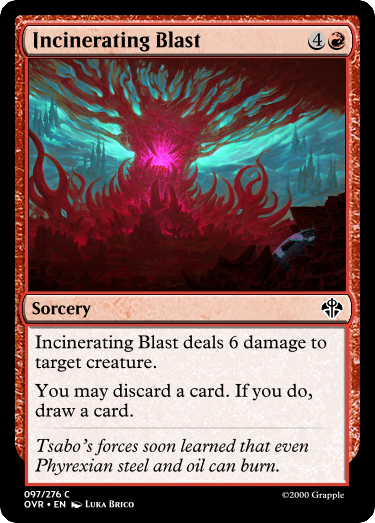 Incinerating Blast 4
Sorcery
Incinerating Blast deals 6 damage to
target creature.
You may discard a card. If you do,
draw a card.
Tsabo's forces soon learned that even
Phyrexian steel and oil can burn.
097/276 C
OVR • EN Luka Brico
©2000 Grapple